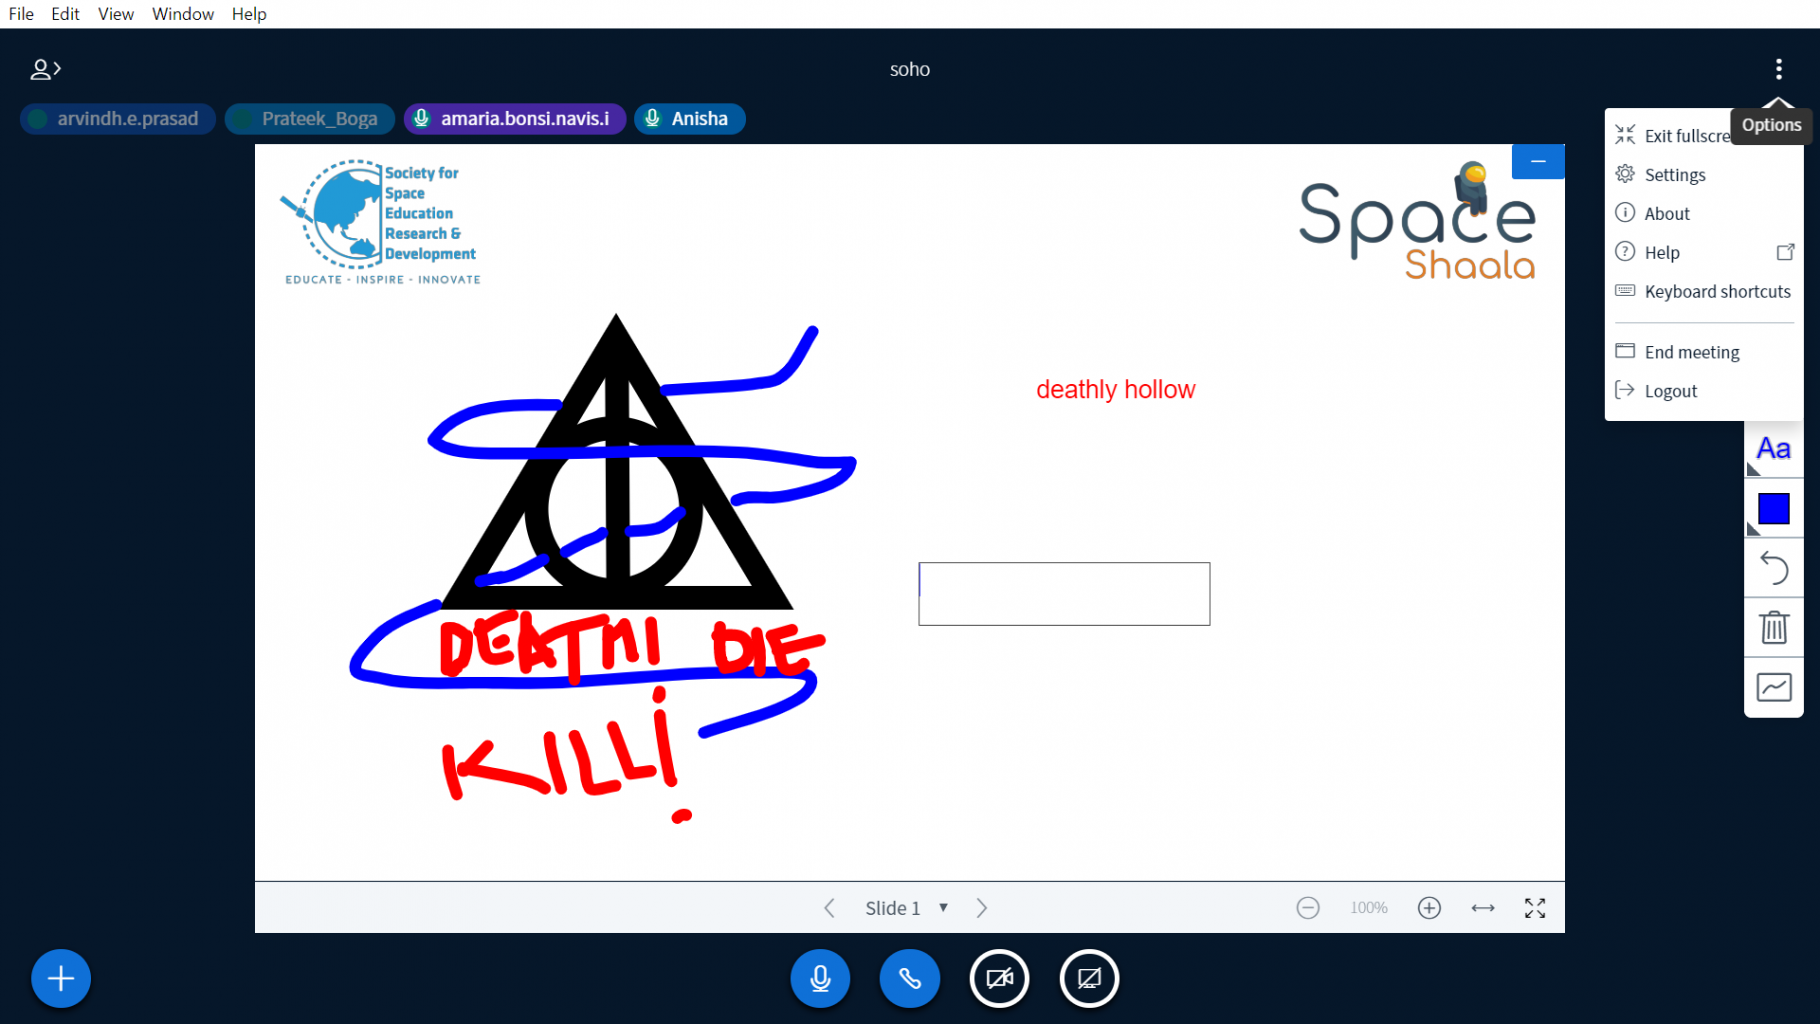 File Edit View Window Help
soho
arvindh.e.prasad Prateek_Boga amaria.bonsi.navis.i Anisha
Options
Exit fullscre
Settings
About
Help
Keyboard shortcuts
End meeting
Logout
Society for
Space
Education
Research &
Development
EDUCATE - INSPIRE - INNOVATE
Space
Shaala
deathly hollow
Aa
DEATH! DIE
KILL!
Slide 1
100%